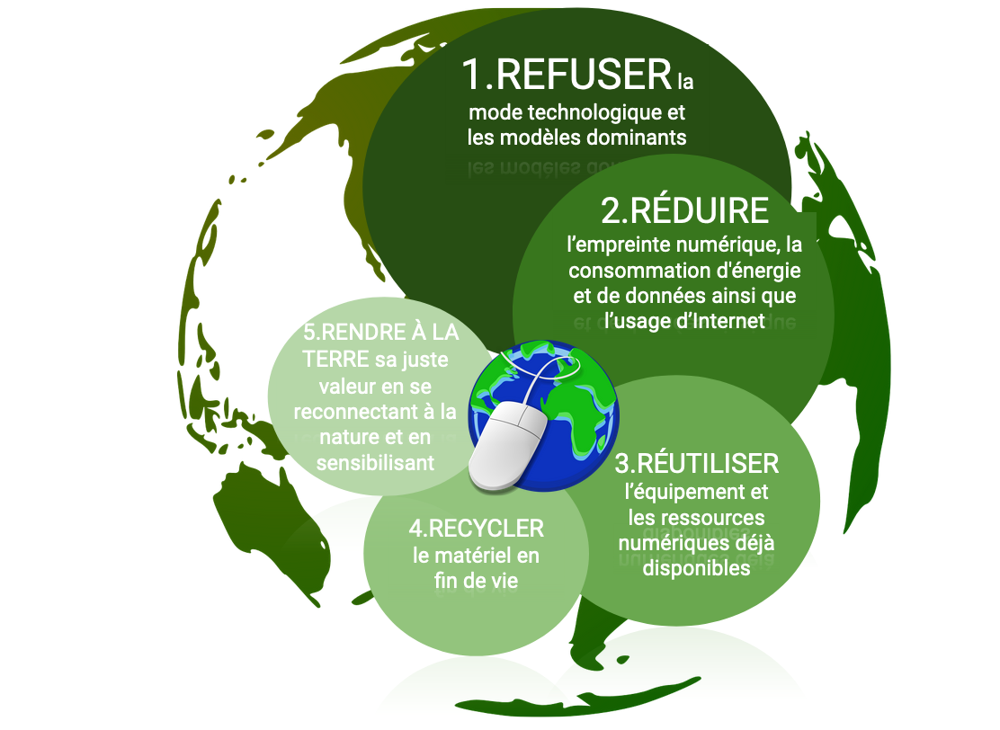 1.REFUSER la
mode technologique et
les modèles dominants
2.RÉDUIRE
l’empreinte numérique, la
consommation d'énergie
et de données ainsi que
l’usage d’Internet
3.RÉUTILISER
l’équipement et
les ressources
numériques déjà
disponibles
4.RECYCLER
le matériel en
fin de vie
5.RENDRE À LA
TERRE sa juste
valeur en se
reconnectant à la
nature et en
sensibilisant